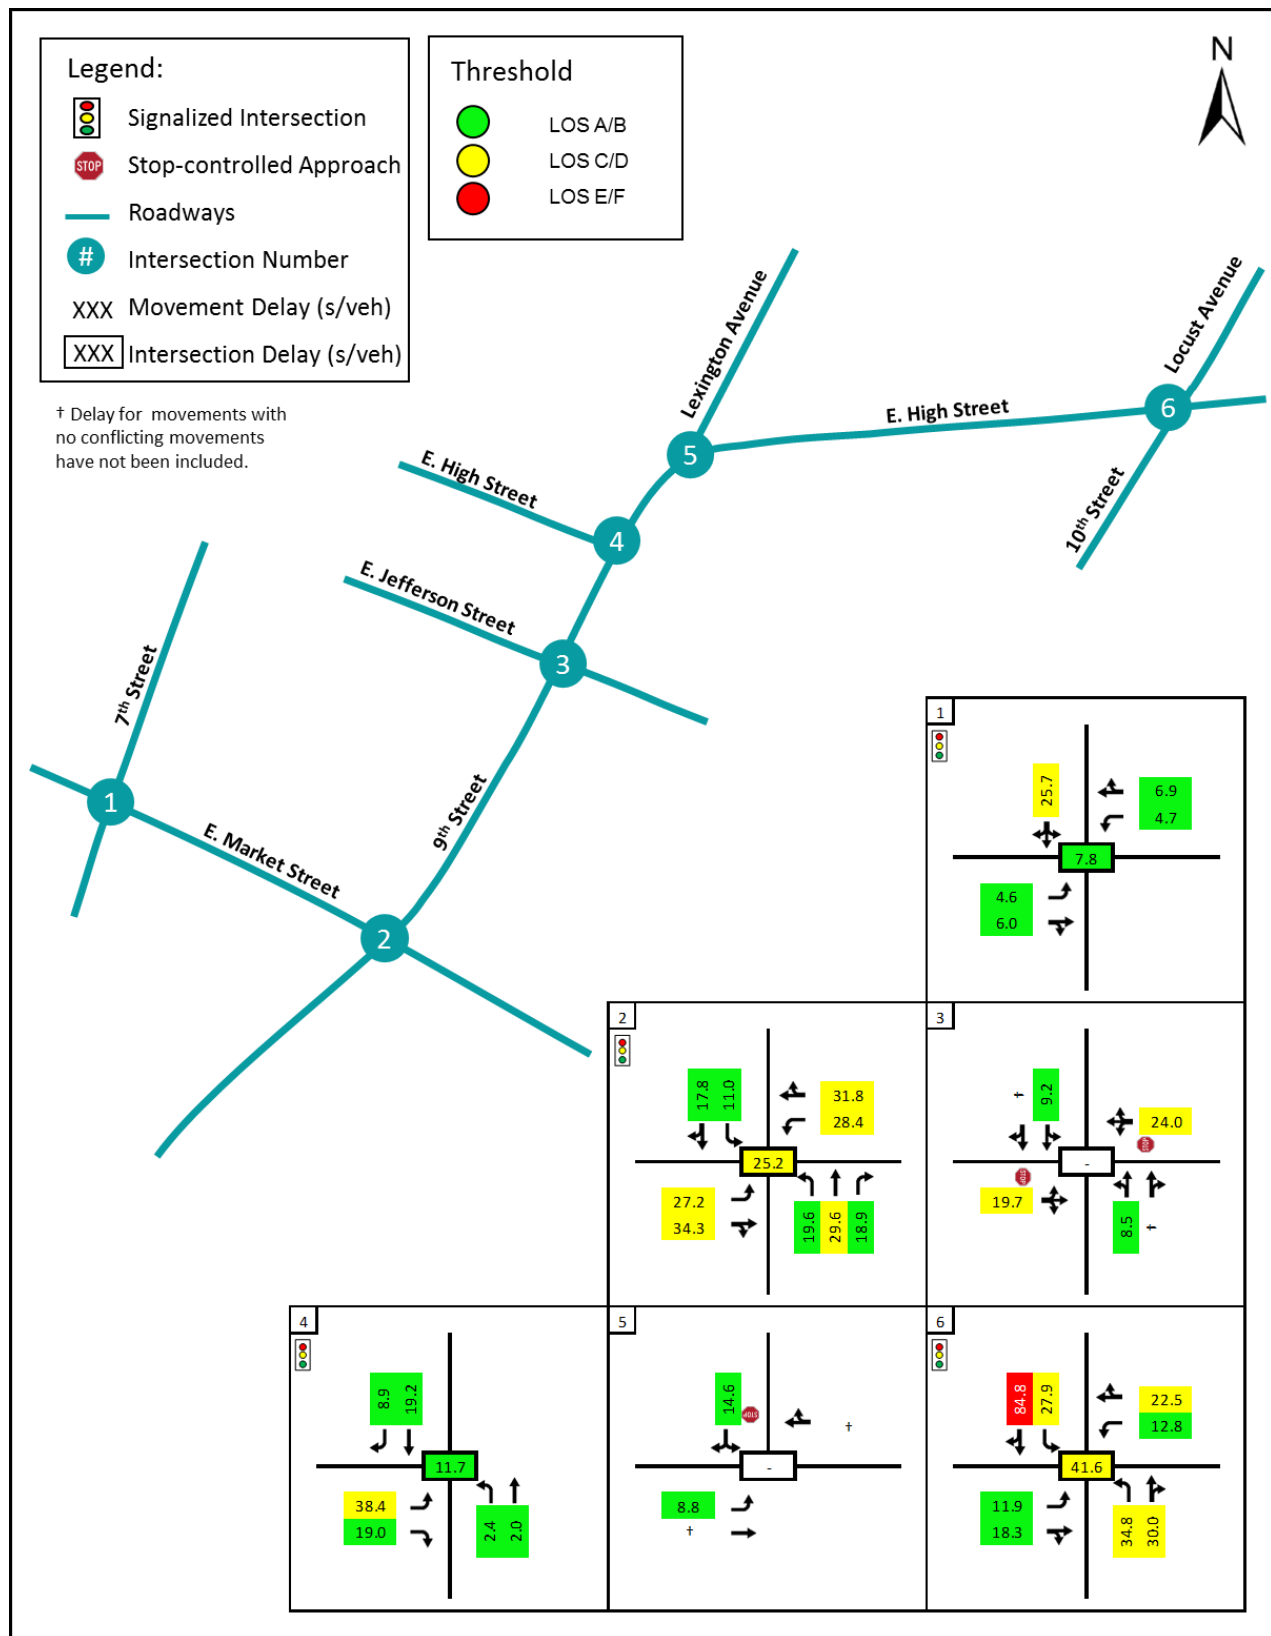 N
Legend:
Signalized Intersection
STOP Stop-controlled Approach
Roadways
# Intersection Number
XXX Movement Delay (s/veh)
XXX Intersection Delay (s/veh)
Threshold
LOS A/B
LOS C/D
LOS E/F
† Delay for movements with
no conflicting movements
have not been included.
Lexington Avenue
Locust Avenue
E. High Street
6
5
10th Street
E. High Street
4
E. Jefferson Street
3
7th Street
9th Street
1
E. Market Street
2
1
25.7
6.9
4.7
7.8
4.6
6.0
2
17.8 11.0
31.8
28.4
25.2
27.2
34.3
19.6 29.6 18.9
3
† 9.2
24.0
STOP
-
STOP
19.7
8.5 †
4
8.9 19.2
11.7
38.4
19.0
2.4 2.0
5
14.6
STOP
†
-
8.8
†
6
84.8 27.9
22.5
12.8
41.6
11.9
18.3
34.8 30.0